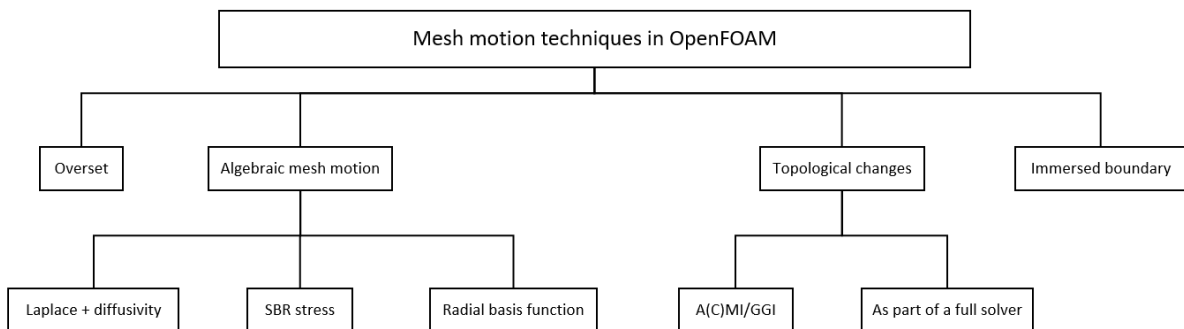 Mesh motion techniques in OpenFOAM
Overset
Algebraic mesh motion
Topological changes
Immersed boundary
Laplace + diffusivity
SBR stress
Radial basis function
A(C)MI/GGI
As part of a full solver